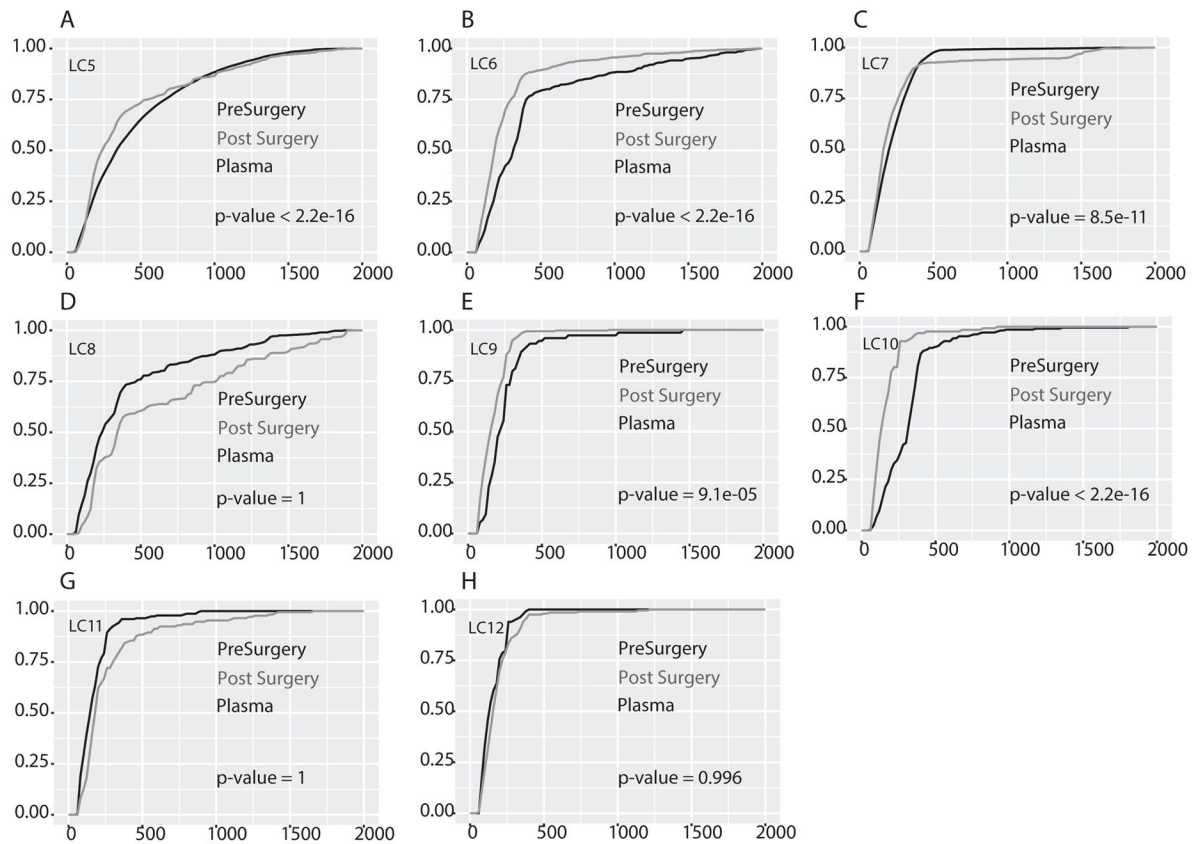 A
1.00
0.75
0.50
0.25
0.00
LC5
PreSurgery
Post Surgery
Plasma
p-value < 2.2e-16
0 500 1000 1500 2000
B
1.00
0.75
0.50
0.25
0.00
LC6
PreSurgery
Post Surgery
Plasma
p-value < 2.2e-16
0 500 1000 1500 2000
C
1.00
0.75
0.50
0.25
0.00
LC7
PreSurgery
Post Surgery
Plasma
p-value = 8.5e-11
0 500 1000 1500 2000
D
1.00
0.75
0.50
0.25
0.00
LC8
PreSurgery
Post Surgery
Plasma
p-value = 1
0 500 1000 1500 2000
E
1.00
0.75
0.50
0.25
0.00
LC9
PreSurgery
Post Surgery
Plasma
p-value = 9.1e-05
0 500 1000 1500 2000
F
1.00
0.75
0.50
0.25
0.00
LC10
PreSurgery
Post Surgery
Plasma
p-value < 2.2e-16
0 500 1000 1500 2000
G
1.00
0.75
0.50
0.25
0.00
LC11
PreSurgery
Post Surgery
Plasma
p-value = 1
0 500 1000 1500 2000
H
1.00
0.75
0.50
0.25
0.00
LC12
PreSurgery
Post Surgery
Plasma
p-value = 0.996
0 500 1000 1500 2000